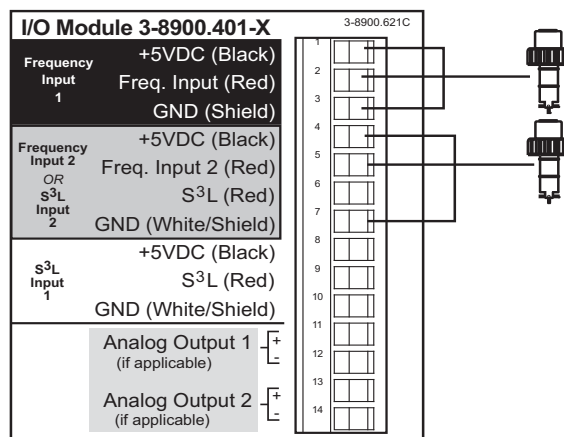 I/O Module 3-8900.401-X
3-8900.621C
Frequency
Input
1
+5VDC (Black)
Freq. Input (Red)
GND (Shield)
Frequency
Input 2
OR
S³L
Input
2
+5VDC (Black)
Freq. Input 2 (Red)
S³L (Red)
GND (White/Shield)
S³L
Input
1
+5VDC (Black)
S³L (Red)
GND (White/Shield)
Analog Output 1
(if applicable)
+
-
Analog Output 2
(if applicable)
+
-
1
2
3
4
5
6
7
8
9
10
11
12
13
14